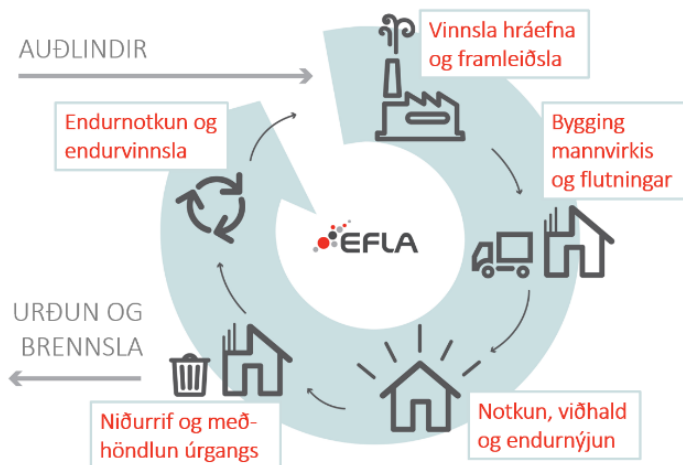 AUÐLINDIR
Vinnsla hráefna
og framleiðsla
Bygging
mannvirkis
og flutningar
Notkun, viðhald
og endurnýjun
Niðurrif og með-
höndlun úrgangs
URÐUN OG
BRENNSLA
Endurnotkun og
endurvinnsla
EFLA